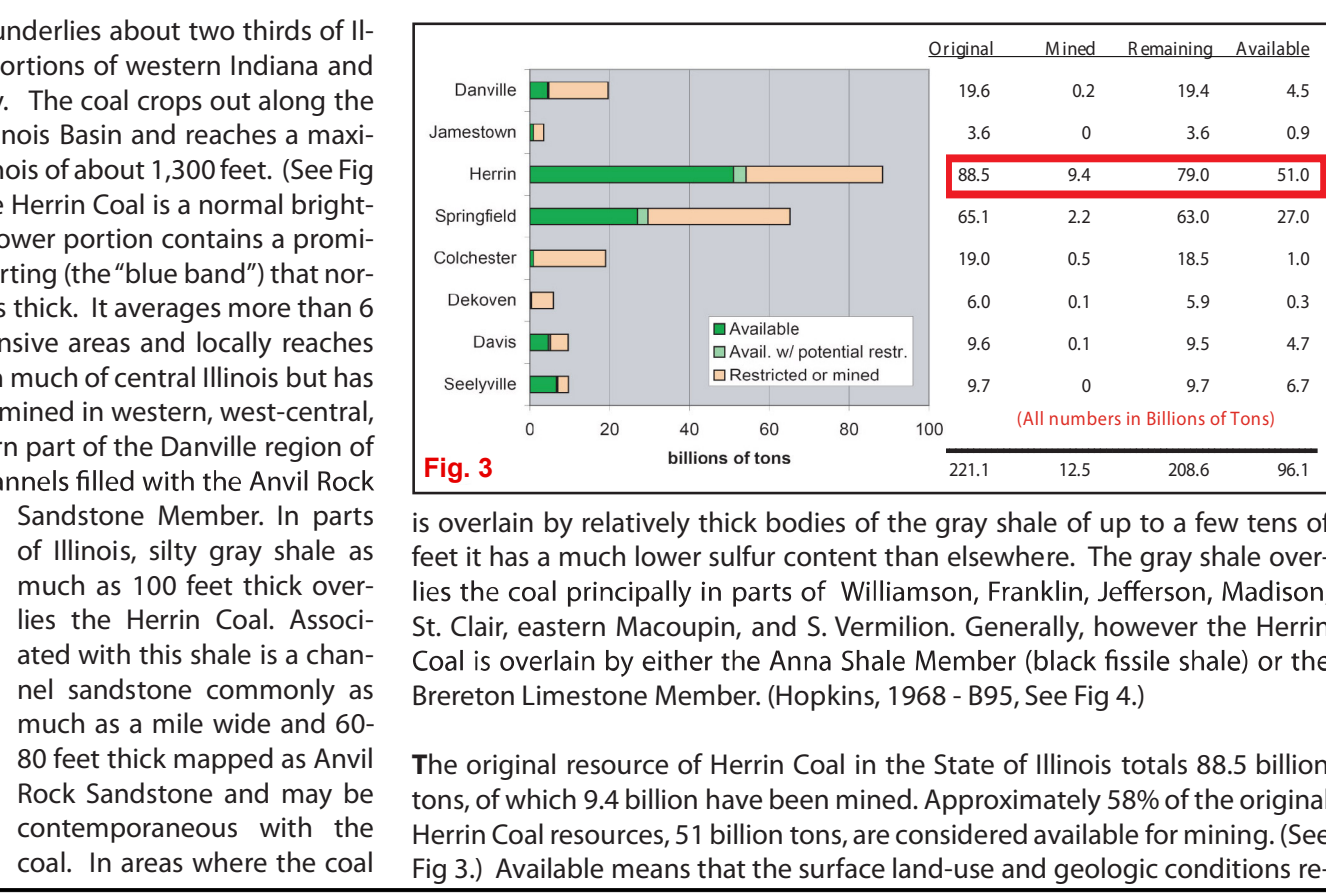 underlies about two thirds of Il-
ortions of western Indiana and
The coal crops out along the
inois Basin and reaches a maxi-
nois of about 1,300 feet. (See Fig
e Herrin Coal is a normal bright-
ower portion contains a promi-
rting (the "blue band") that nor-
s thick. It averages more than 6
nsive areas and locally reaches
much of central Illinois but has
mined in western, west-central,
rn part of the Danville region of
annels filled with the Anvil Rock
Sandstone Member. In parts
of Illinois, silty gray shale as
much as 100 feet thick over-
lies the Herrin Coal. Associ-
ated with this shale is a chan-
nel sandstone commonly as
much as a mile wide and 60-
80 feet thick mapped as Anvil
Rock Sandstone and may be
contemporaneous with the
coal. In areas where the coal
Original Mined Remaining Available
Danville 19.6 0.2 19.4 4.5
Jamestown 3.6 0 3.6 0.9
Herrin 88.5 9.4 79.0 51.0
Springfield 65.1 2.2 63.0 27.0
Colchester 19.0 0.5 18.5 1.0
Dekoven 6.0 0.1 5.9 0.3
Davis 9.6 0.1 9.5 4.7
Seelyville 9.7 0 9.7 6.7
Available
Avail. w/ potential restr.
Restricted or mined
(All numbers in Billions of Tons)
0 20 40 60 80 100
billions of tons
Fig. 3
221.1 12.5 208.6 96.1
is overlain by relatively thick bodies of the gray shale of up to a few tens of
feet it has a much lower sulfur content than elsewhere. The gray shale over-
lies the coal principally in parts of Williamson, Franklin, Jefferson, Madison,
St. Clair, eastern Macoupin, and S. Vermilion. Generally, however the Herrin
Coal is overlain by either the Anna Shale Member (black fissile shale) or the
Brereton Limestone Member. (Hopkins, 1968 - B95, See Fig 4.)
The original resource of Herrin Coal in the State of Illinois totals 88.5 billion
tons, of which 9.4 billion have been mined. Approximately 58% of the original
Herrin Coal resources, 51 billion tons, are considered available for mining. (See
Fig 3.) Available means that the surface land-use and geologic conditions re-